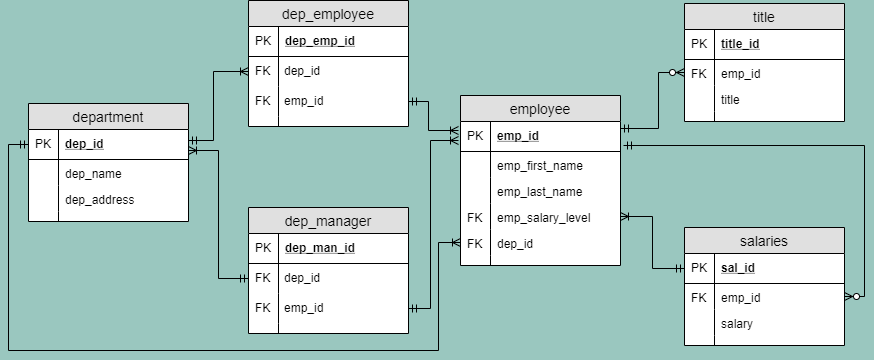 dep_employee
PK dep_emp_id
FK dep_id
FK emp_id
title
PK title_id
FK emp_id
title
department
PK dep_id
dep_name
dep_address
employee
PK emp_id
emp_first_name
emp_last_name
FK emp_salary_level
FK dep_id
dep_manager
PK dep_man_id
FK dep_id
FK emp_id
salaries
PK sal_id
FK emp_id
salary